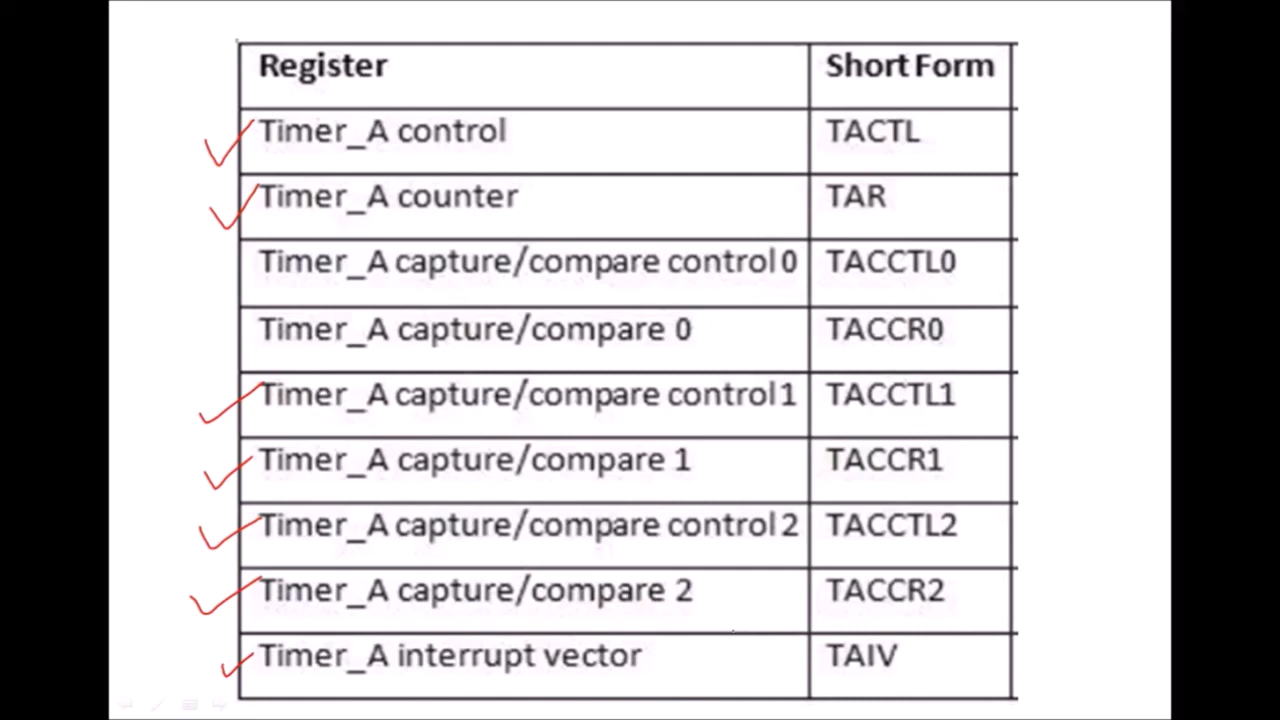 Register Short Form
Timer_A control TACTL
Timer_A counter TAR
Timer_A capture/compare control 0 TACCTL0
Timer_A capture/compare 0 TACCR0
Timer_A capture/compare control 1 TACCTL1
Timer_A capture/compare 1 TACCR1
Timer_A capture/compare control 2 TACCTL2
Timer_A capture/compare 2 TACCR2
Timer_A interrupt vector TAIV